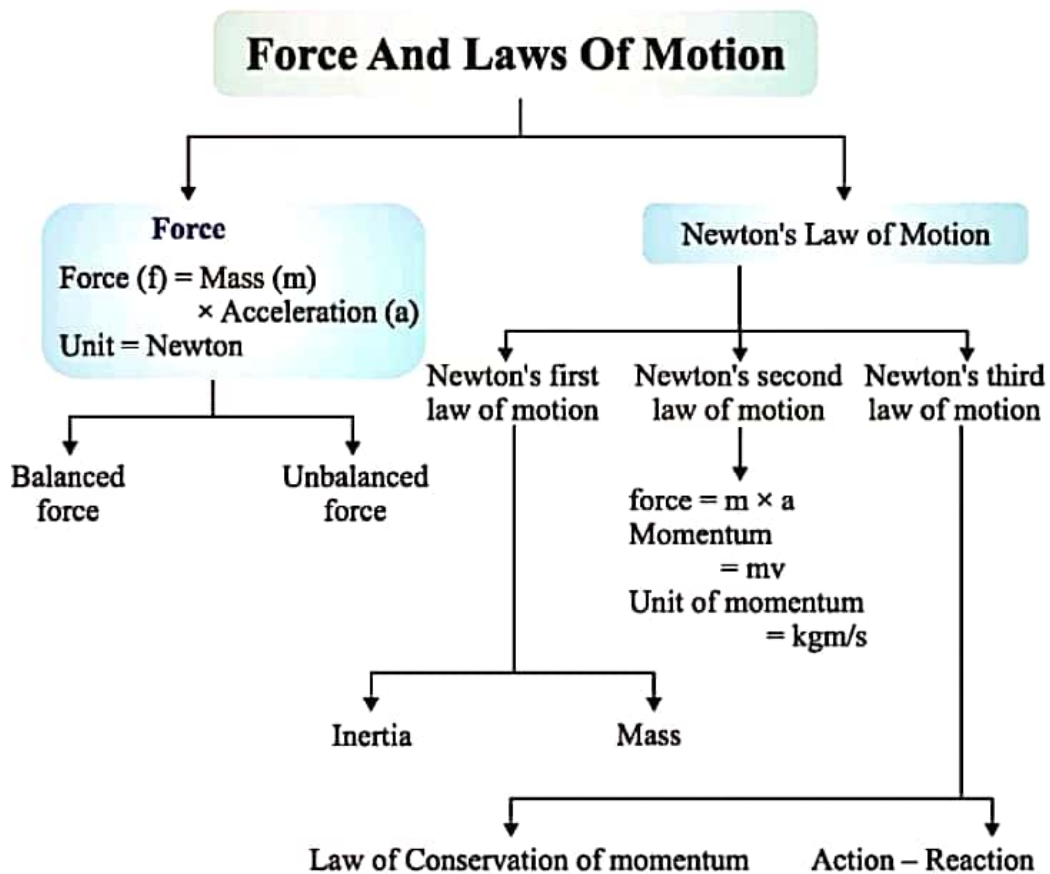 Force And Laws Of Motion
Force
Force (f) = Mass (m)
× Acceleration (a)
Unit = Newton
Balanced
force
Unbalanced
force
Newton's Law of Motion
Newton's first
law of motion
Inertia
Mass
Newton's second
law of motion
force = m × a
Momentum
= mv
Unit of momentum
= kgm/s
Newton's third
law of motion
Law of Conservation of momentum
Action – Reaction